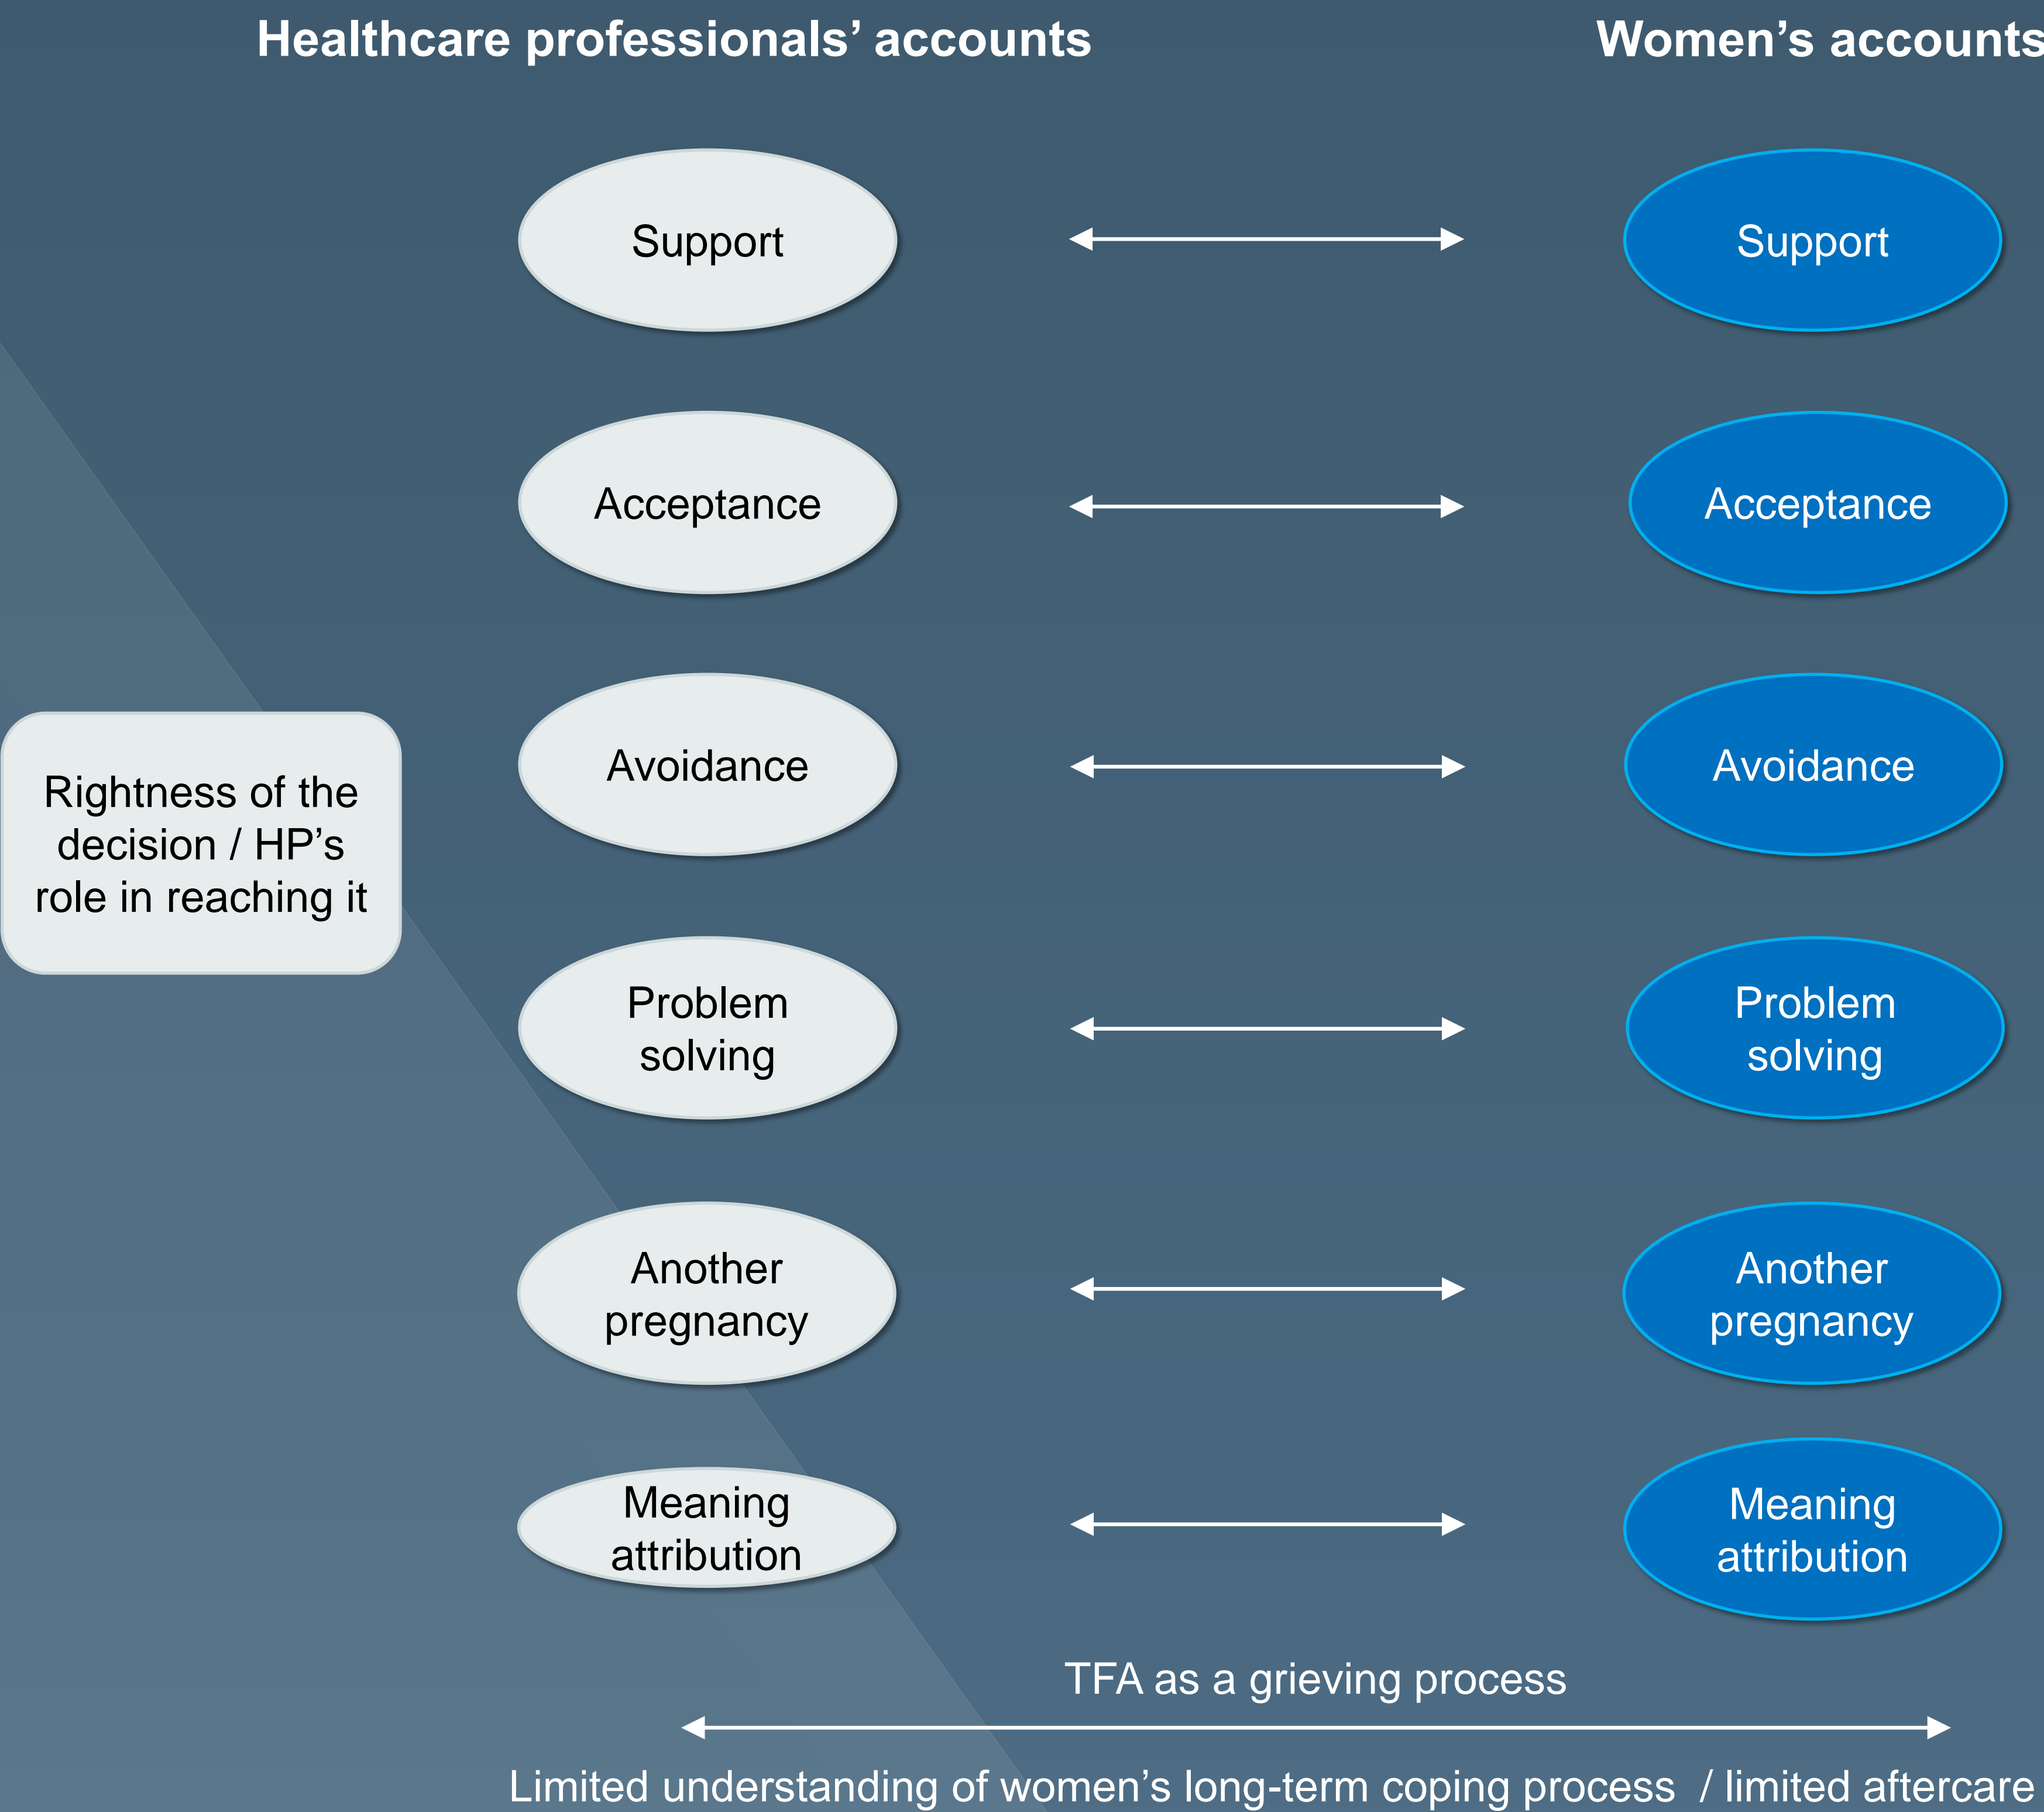 Healthcare professionals’ accounts
Women’s accounts
Support
Support
Acceptance
Acceptance
Avoidance
Avoidance
Rightness of the
decision / HP’s
role in reaching it
Problem
solving
Problem
solving
Another
pregnancy
Another
pregnancy
Meaning
attribution
Meaning
attribution
TFA as a grieving process
Limited understanding of women’s long-term coping process / limited aftercare